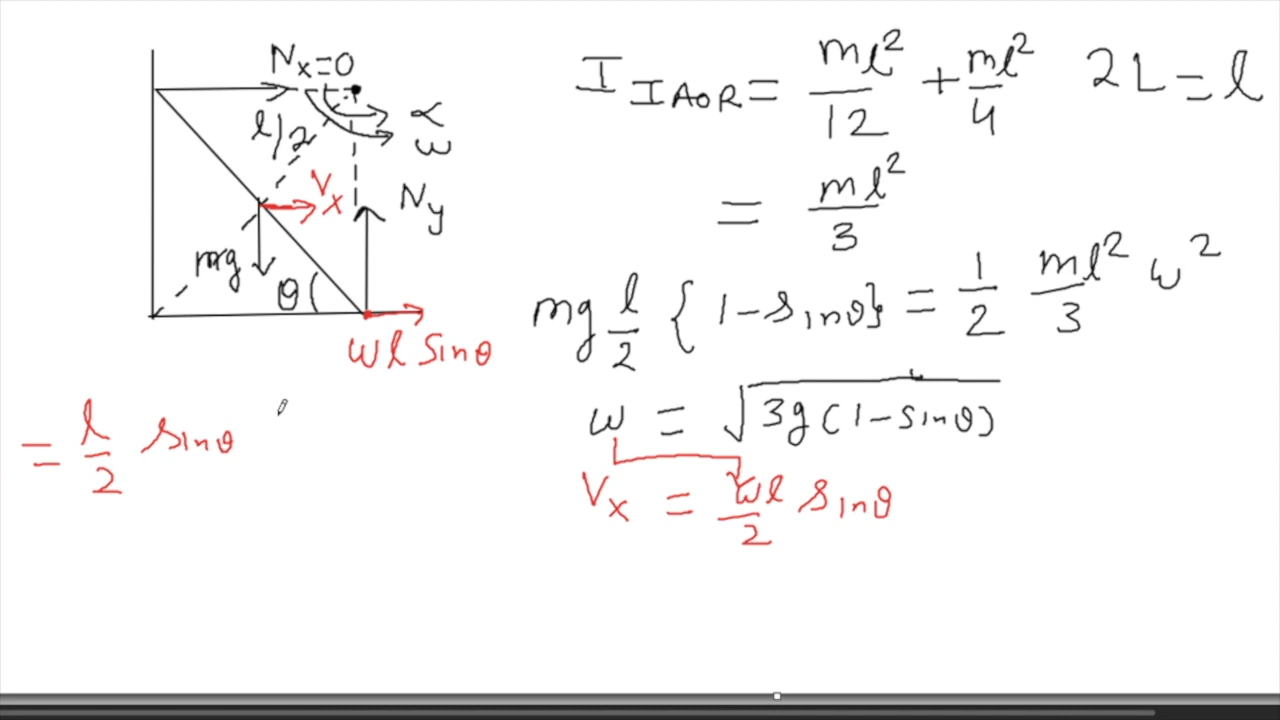 Nx=0
l/2
α
ω
Vx
Ny
mg
θ
ωl sinθ
= l/2 sinθ
I IAOR = ml²/12 + ml²/4 2L = l
= ml²/3
mg l/2 {1-sinθ} = 1/2 ml²/3 ω²
ω = √3g(1-sinθ)
Vx = ωl/2 sinθ